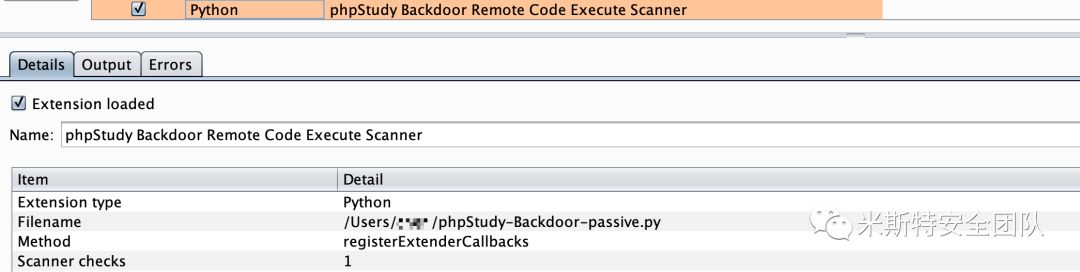 Python phpStudy Backdoor Remote Code Execute Scanner
Details Output Errors
Extension loaded
Name: phpStudy Backdoor Remote Code Execute Scanner
Item Detail
Extension type Python
Filename /Users/ /phpStudy-Backdoor-passive.py
Method registerExtenderCallbacks
Scanner checks 1
米斯特安全团队